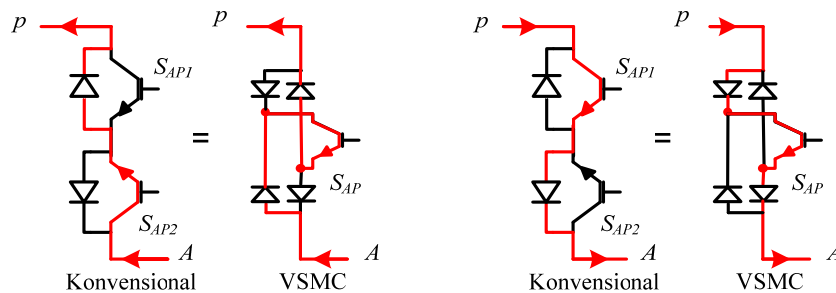 p p p p
S_AP1 S_AP1
= =
S_AP S_AP
S_AP2 S_AP2
A A A A
Konvensional VSMC Konvensional VSMC